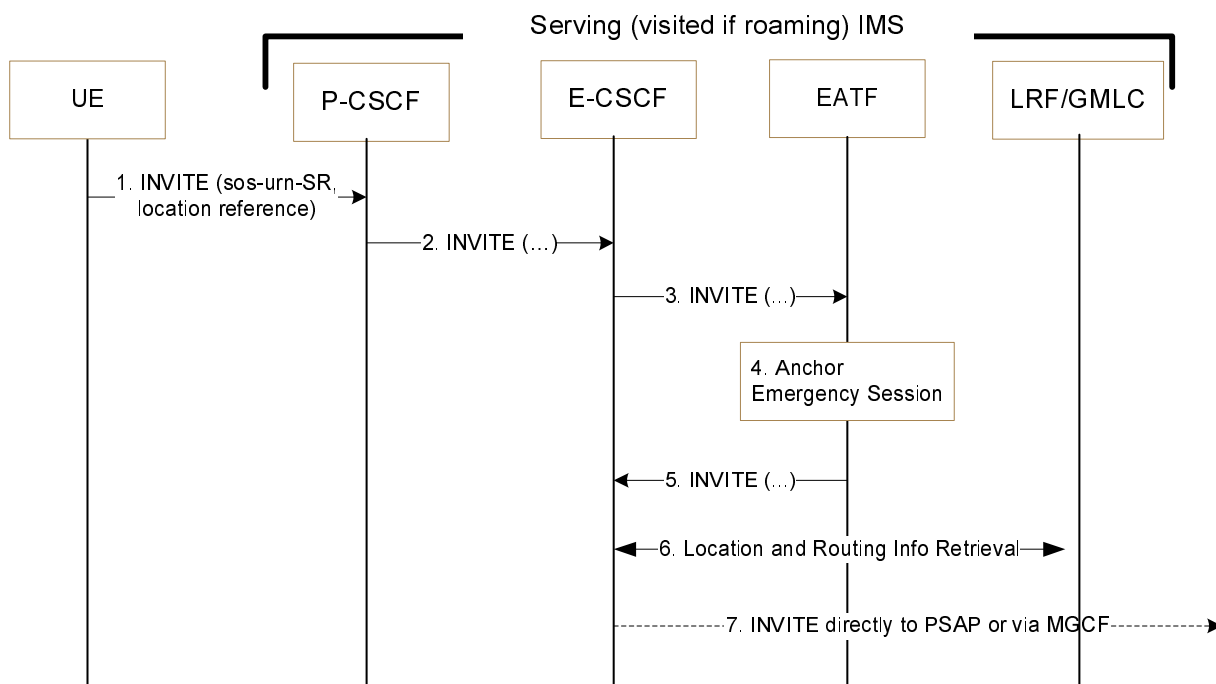 Serving (visited if roaming) IMS
UE
P-CSCF
E-CSCF
EATF
LRF/GMLC
1. INVITE (sos-urn-SR,
location reference)
2. INVITE (...)
3. INVITE (...)
4. Anchor
Emergency Session
5. INVITE (...)
6. Location and Routing Info Retrieval
7. INVITE directly to PSAP or via MGCF